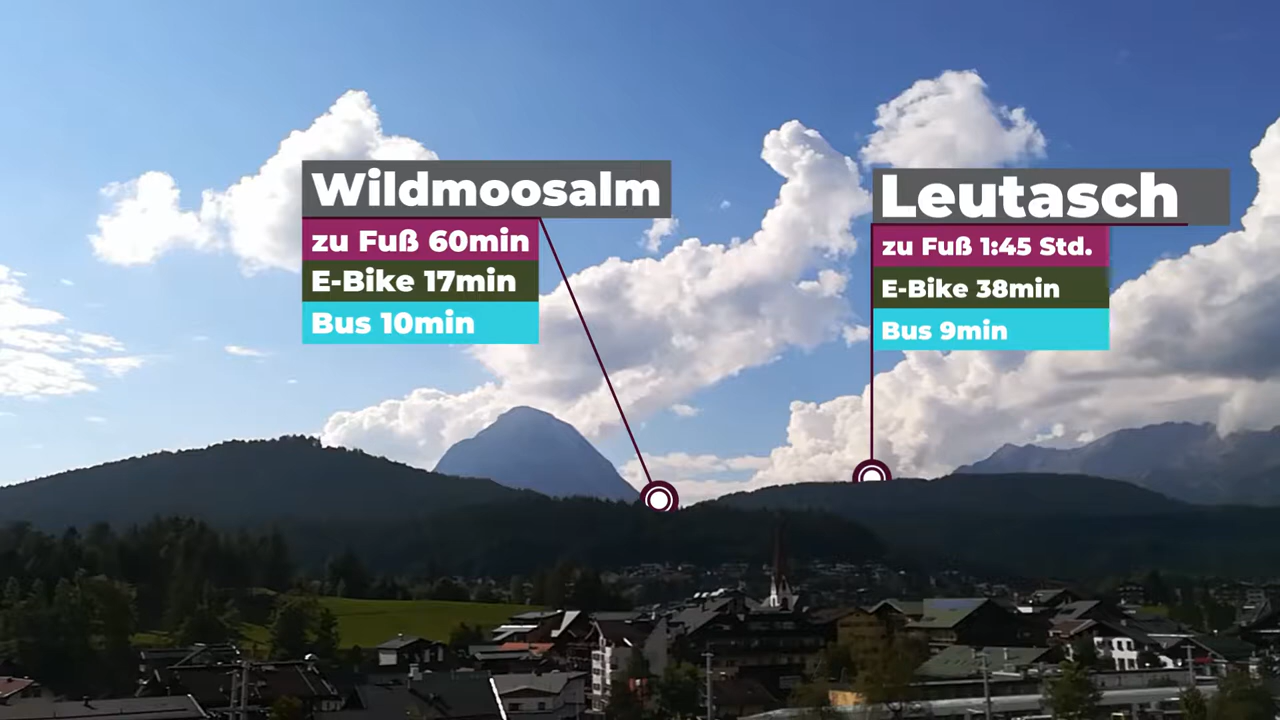 Wildmoosalm
zu Fuß 60min
E-Bike 17min
Bus 10min
Leutasch
zu Fuß 1:45 Std.
E-Bike 38min
Bus 9min